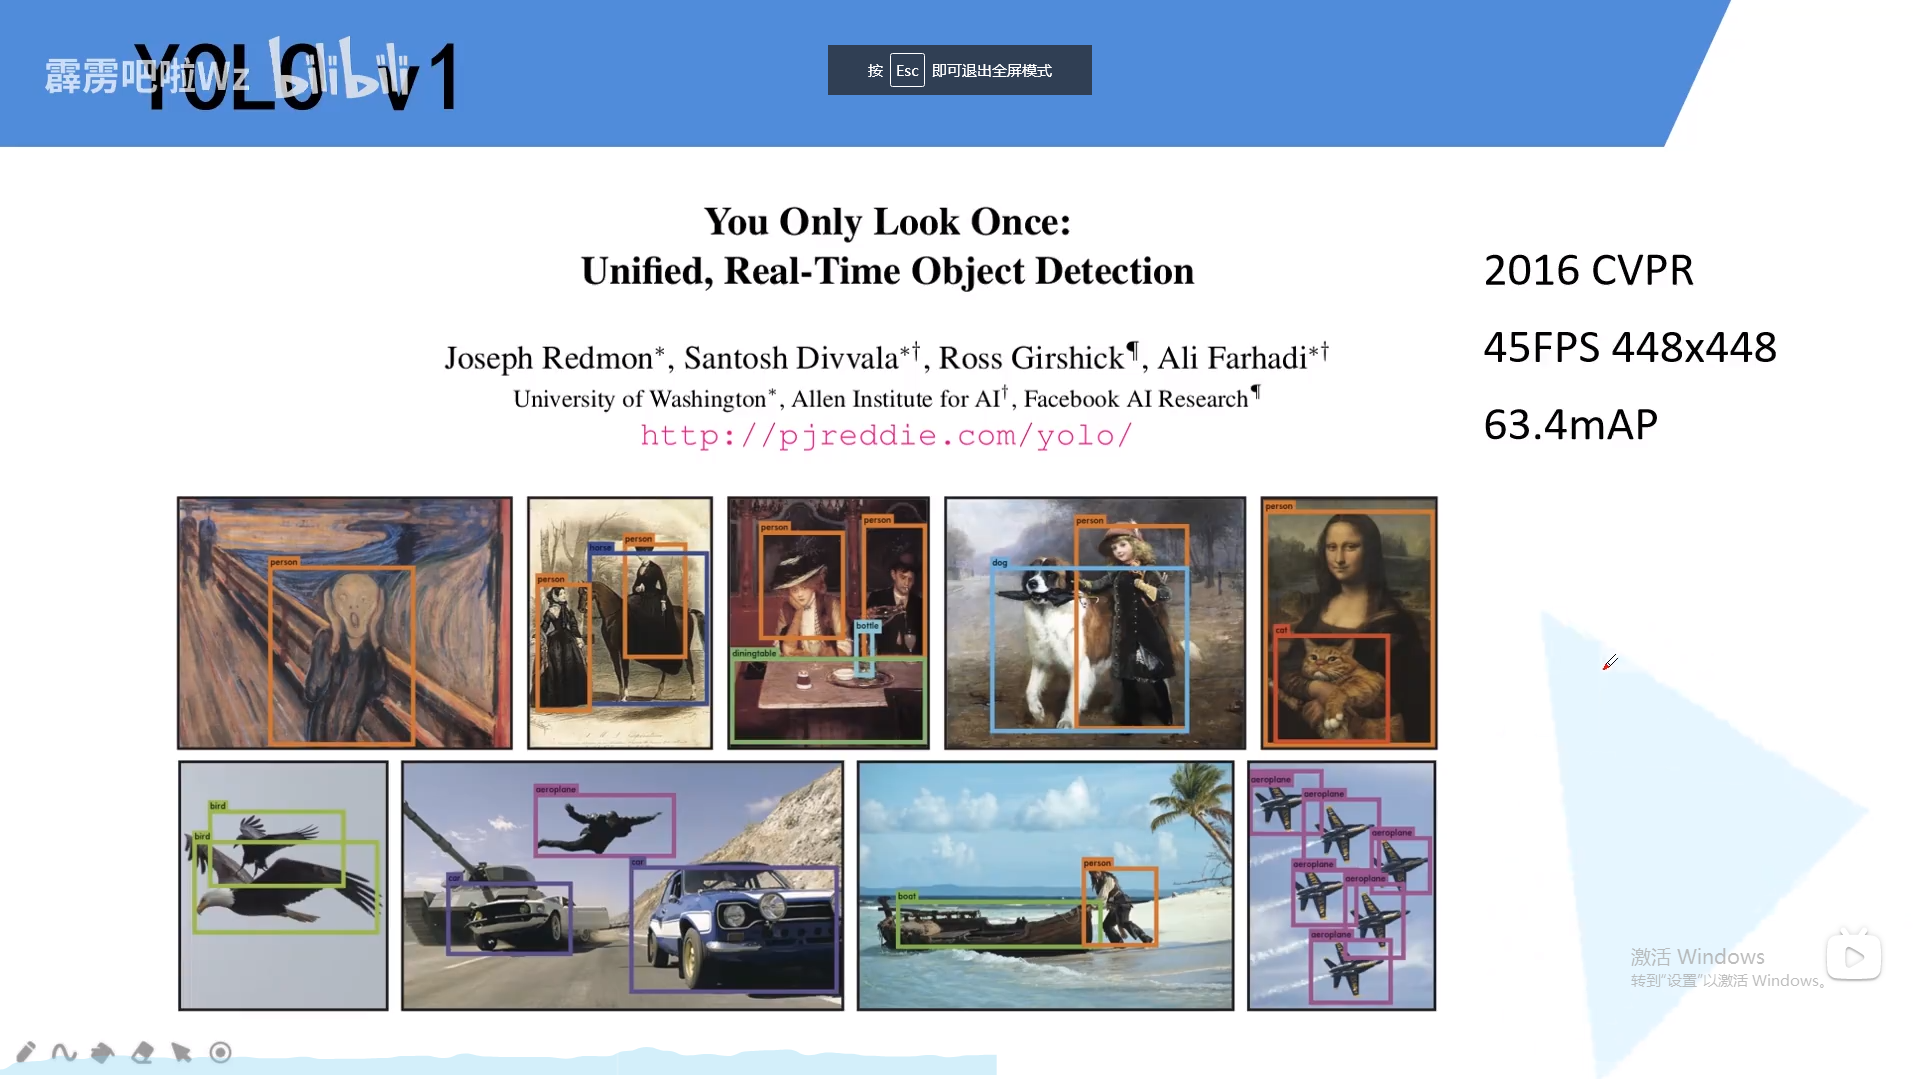 YOLO v1
霹雳吧啦Wz bilibili
按 Esc 即可退出全屏模式
You Only Look Once:
Unified, Real-Time Object Detection
Joseph Redmon*, Santosh Divvala*†, Ross Girshick¶, Ali Farhadi*†
University of Washington*, Allen Institute for AI†, Facebook AI Research¶
http://pjreddie.com/yolo/
2016 CVPR
45FPS 448x448
63.4mAP
person
person
horse
person
person
person
bottle
diningtable
person
dog
person
cat
bird
bird
aeroplane
car
car
person
boat
aeroplane
aeroplane
aeroplane
aeroplane
aeroplane
aeroplane
激活 Windows
转到“设置”以激活 Windows。